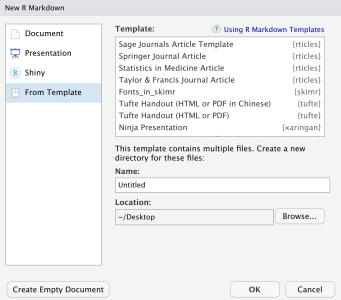 New R Markdown
Document
Presentation
Shiny
From Template
Template:
Using R Markdown Templates
Sage Journals Article Template {rticles}
Springer Journal Article {rticles}
Statistics in Medicine Article {rticles}
Taylor & Francis Journal Article {rticles}
Fonts_in_skimr {skimr}
Tufte Handout (HTML or PDF in Chinese) {tufte}
Tufte Handout (HTML or PDF) {tufte}
Ninja Presentation {xaringan}
This template contains multiple files. Create a new
directory for these files:
Name:
Untitled
Location:
~/Desktop
Browse...
Create Empty Document
OK
Cancel